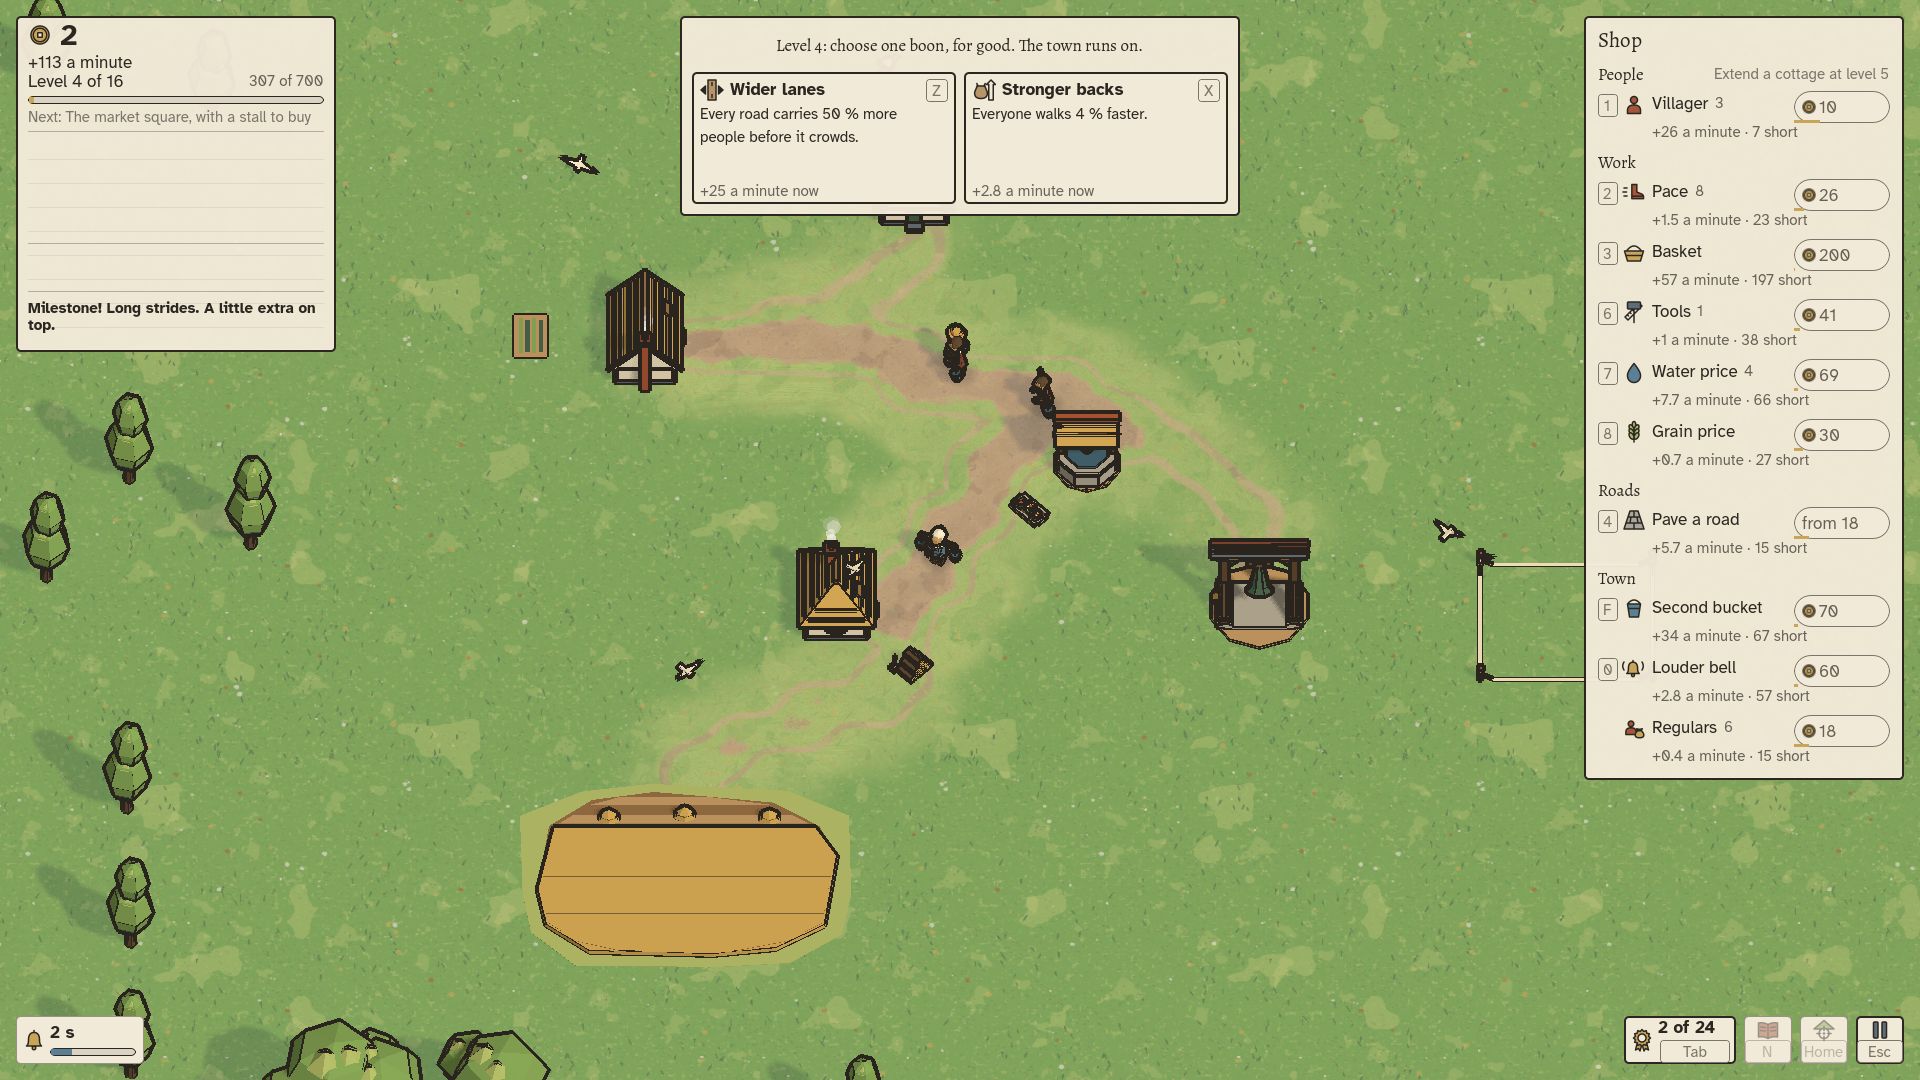 2
+113 a minute
Level 4 of 16
307 of 700
Next: The market square, with a stall to buy
Milestone! Long strides. A little extra on
top.
Level 4: choose one boon, for good. The town runs on.
Wider lanes
Z
Every road carries 50 % more
people before it crowds.
+25 a minute now
Stronger backs
X
Everyone walks 4 % faster.
+2.8 a minute now
Shop
People
Extend a cottage at level 5
1
Villager 3
10
+26 a minute · 7 short
Work
2
Pace 8
26
+1.5 a minute · 23 short
3
Basket
200
+57 a minute · 197 short
6
Tools 1
41
+1 a minute · 38 short
7
Water price 4
69
+7.7 a minute · 66 short
8
Grain price
30
+0.7 a minute · 27 short
Roads
4
Pave a road
from 18
+5.7 a minute · 15 short
Town
F
Second bucket
70
+34 a minute · 67 short
0
Louder bell
60
+2.8 a minute · 57 short
Regulars 6
18
+0.4 a minute · 15 short
2 s
2 of 24
Tab
N
Home
Esc